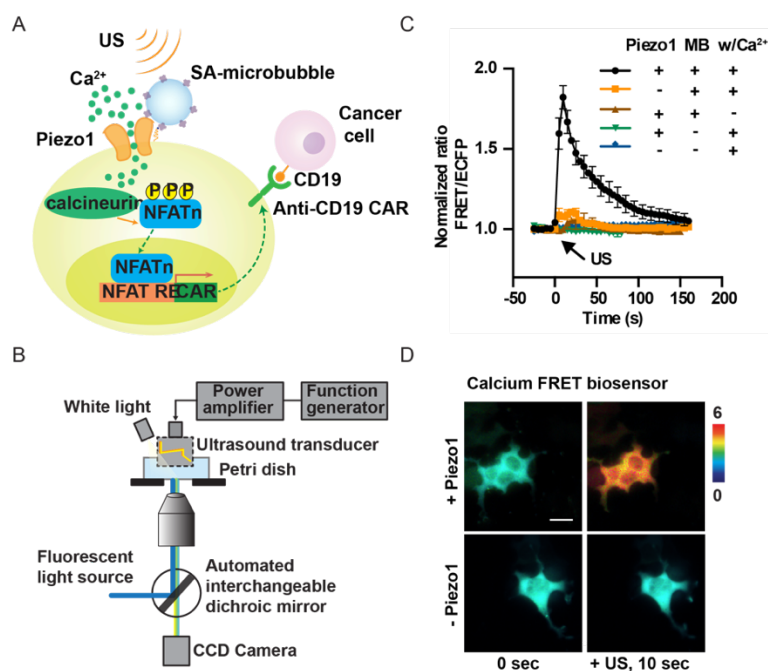 A
US
Ca²⁺
SA-microbubble
Piezo1
Cancer
cell
CD19
Anti-CD19 CAR
calcineurin
P P P
NFATn
NFATn
NFAT RE CAR
B
White light
Power
amplifier
Function
generator
Ultrasound transducer
Petri dish
Fluorescent
light source
Automated
interchangeable
dichroic mirror
CCD Camera
C
Normalized ratio
FRET/ECFP
2.0
1.5
1.0
Piezo1 MB w/Ca²⁺
+ + +
- + +
+ + -
+ - +
- - +
US
-50 0 50 100 150 200
Time (s)
D
Calcium FRET biosensor
+ Piezo1
- Piezo1
6
0
0 sec
+ US, 10 sec